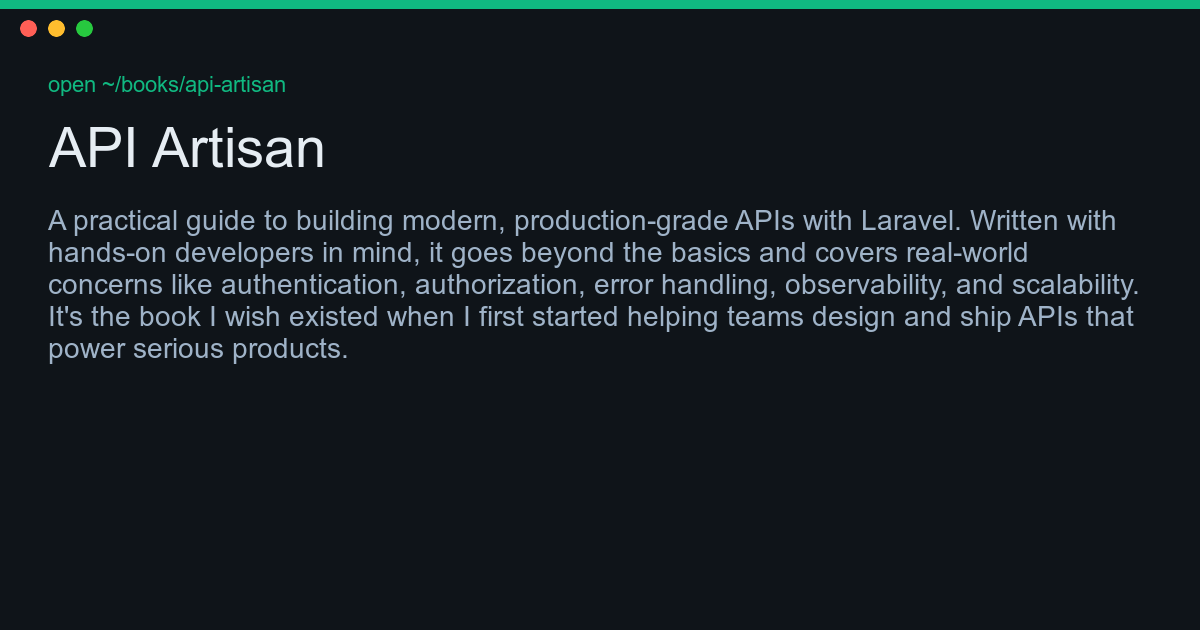 open ~/books/api-artisan
API Artisan
A practical guide to building modern, production-grade APIs with Laravel. Written with
hands-on developers in mind, it goes beyond the basics and covers real-world
concerns like authentication, authorization, error handling, observability, and scalability.
It's the book I wish existed when I first started helping teams design and ship APIs that
power serious products.